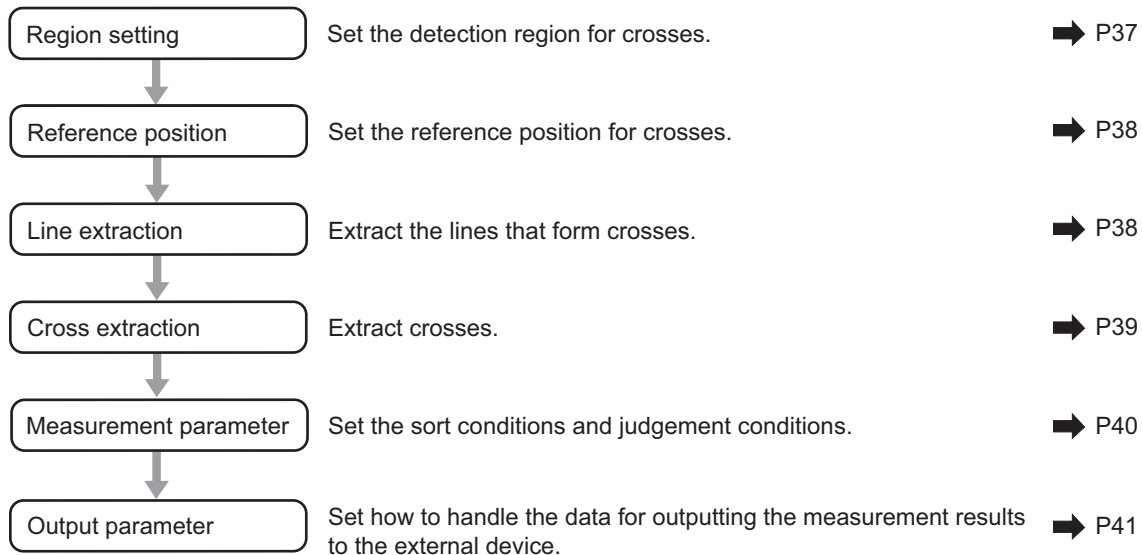 Region setting Set the detection region for crosses. P37
Reference position Set the reference position for crosses. P38
Line extraction Extract the lines that form crosses. P38
Cross extraction Extract crosses. P39
Measurement parameter Set the sort conditions and judgement conditions. P40
Output parameter Set how to handle the data for outputting the measurement results P41
to the external device.